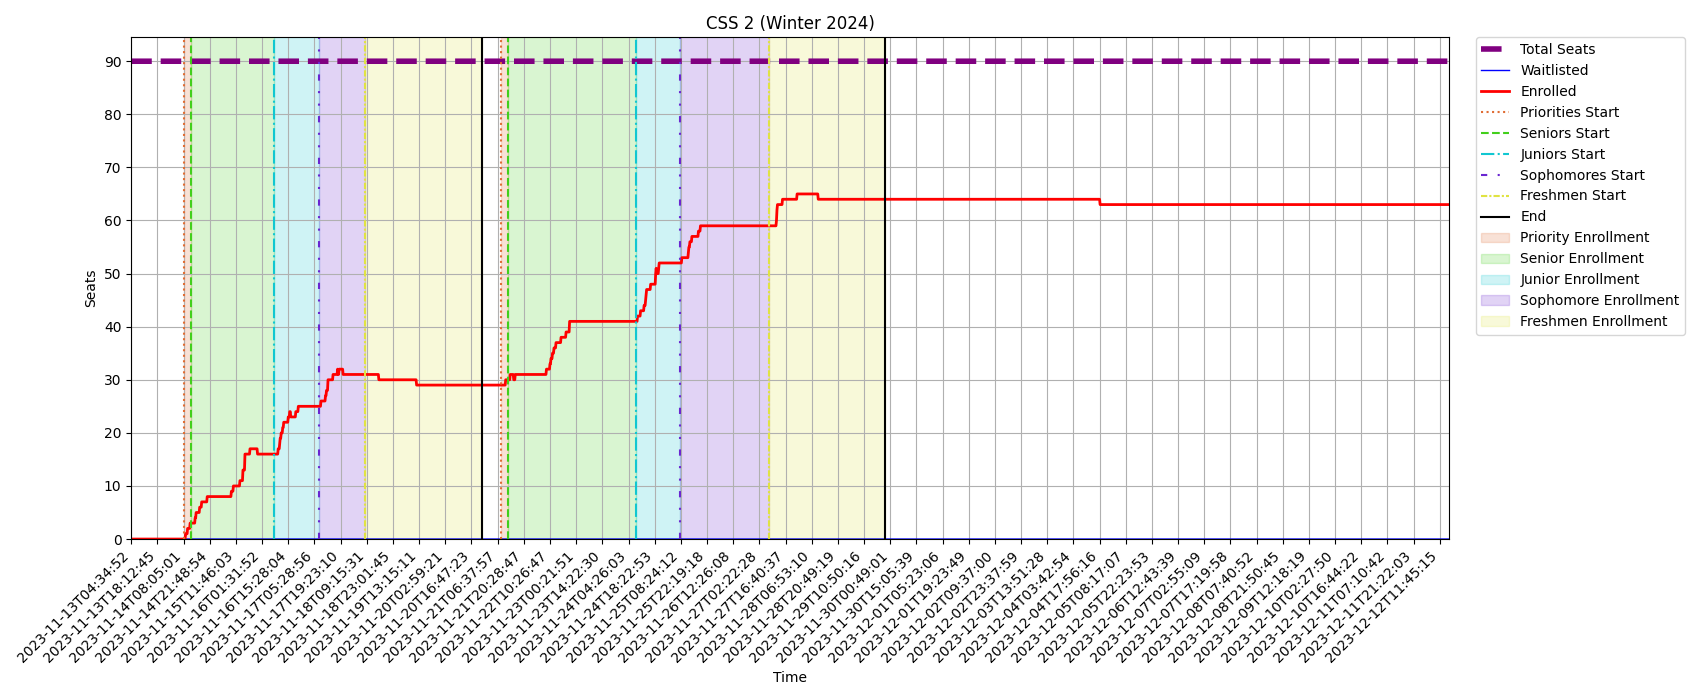 CSS 2 (Winter 2024)
Seats
90
80
70
60
50
40
30
20
10
0
2023-11-13T04:34:52
2023-11-13T18:12:45
2023-11-14T08:05:01
2023-11-14T21:48:54
2023-11-15T11:46:03
2023-11-16T01:31:52
2023-11-16T15:28:04
2023-11-17T05:28:56
2023-11-17T19:23:10
2023-11-18T09:15:31
2023-11-18T23:01:45
2023-11-19T13:15:11
2023-11-20T02:59:21
2023-11-20T16:47:23
2023-11-21T06:37:57
2023-11-21T20:28:47
2023-11-22T10:26:47
2023-11-23T00:21:51
2023-11-23T14:22:30
2023-11-24T04:26:03
2023-11-24T18:22:53
2023-11-25T08:24:12
2023-11-25T22:19:18
2023-11-26T12:26:08
2023-11-27T02:22:28
2023-11-27T16:40:37
2023-11-28T06:53:10
2023-11-28T20:49:19
2023-11-29T10:50:16
2023-11-30T00:49:01
2023-11-30T15:05:39
2023-12-01T05:23:06
2023-12-01T19:23:49
2023-12-02T09:37:00
2023-12-02T23:37:59
2023-12-03T13:51:28
2023-12-04T03:42:54
2023-12-04T17:56:16
2023-12-05T08:17:07
2023-12-05T22:23:53
2023-12-06T12:43:39
2023-12-07T02:55:09
2023-12-07T17:19:58
2023-12-08T07:40:52
2023-12-08T21:50:45
2023-12-09T12:18:19
2023-12-10T02:27:50
2023-12-10T16:44:22
2023-12-11T07:10:42
2023-12-11T21:22:03
2023-12-12T11:45:15
Time
Total Seats
Waitlisted
Enrolled
Priorities Start
Seniors Start
Juniors Start
Sophomores Start
Freshmen Start
End
Priority Enrollment
Senior Enrollment
Junior Enrollment
Sophomore Enrollment
Freshmen Enrollment